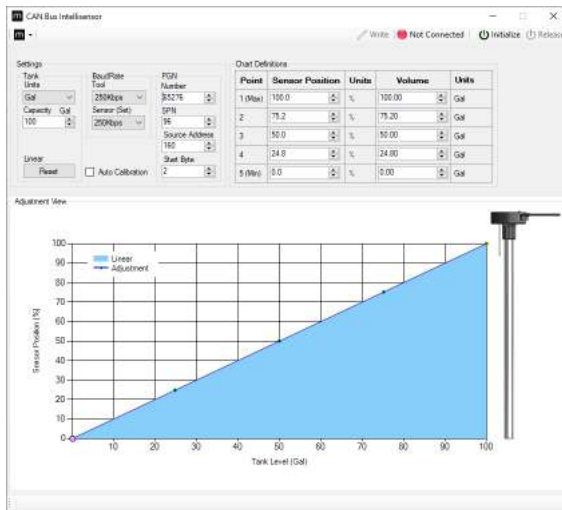 CAN Bus Intellisensor
Write Not Connected Initialize Release
Settings
Tank
Units
Gal
Capacity Gal
100
Linear
Reset
BaudRate
Tool
250Kbps
Sensor (Set)
250Kbps
Auto Calibration
PGN
Number
65276
SPN
96
Source Address
160
Start Byte
2
Chart Definitions
Point Sensor Position Units Volume Units
1 (Max) 100.0 % 100.00 Gal
2 75.2 % 75.20 Gal
3 50.0 % 50.00 Gal
4 24.8 % 24.80 Gal
5 (Min) 0.0 % 0.00 Gal
Adjustment View
Linear
Adjustment
Sensor Position (%)
100
90
80
70
60
50
40
30
20
10
0
10 20 30 40 50 60 70 80 90 100
Tank Level (Gal)